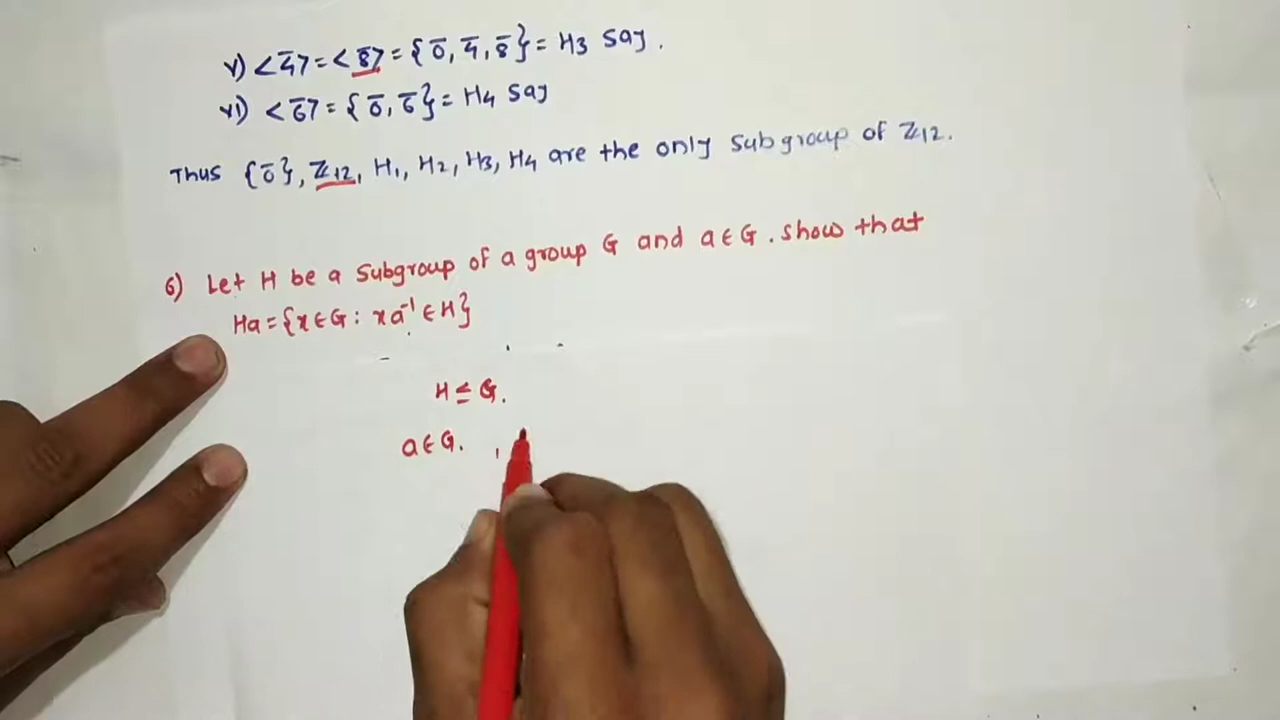 v) <4̄> = <8̄> = {0̄, 4̄, 8̄} = H3 say.
vi) <6̄> = {0̄, 6̄} = H4 say
Thus {0̄}, Z12, H1, H2, H3, H4 are the only subgroup of Z12.
6) Let H be a subgroup of a group G and a ∈ G. show that
Ha = {x ∈ G : xa⁻¹ ∈ H}
H ≤ G.
a ∈ G. ,